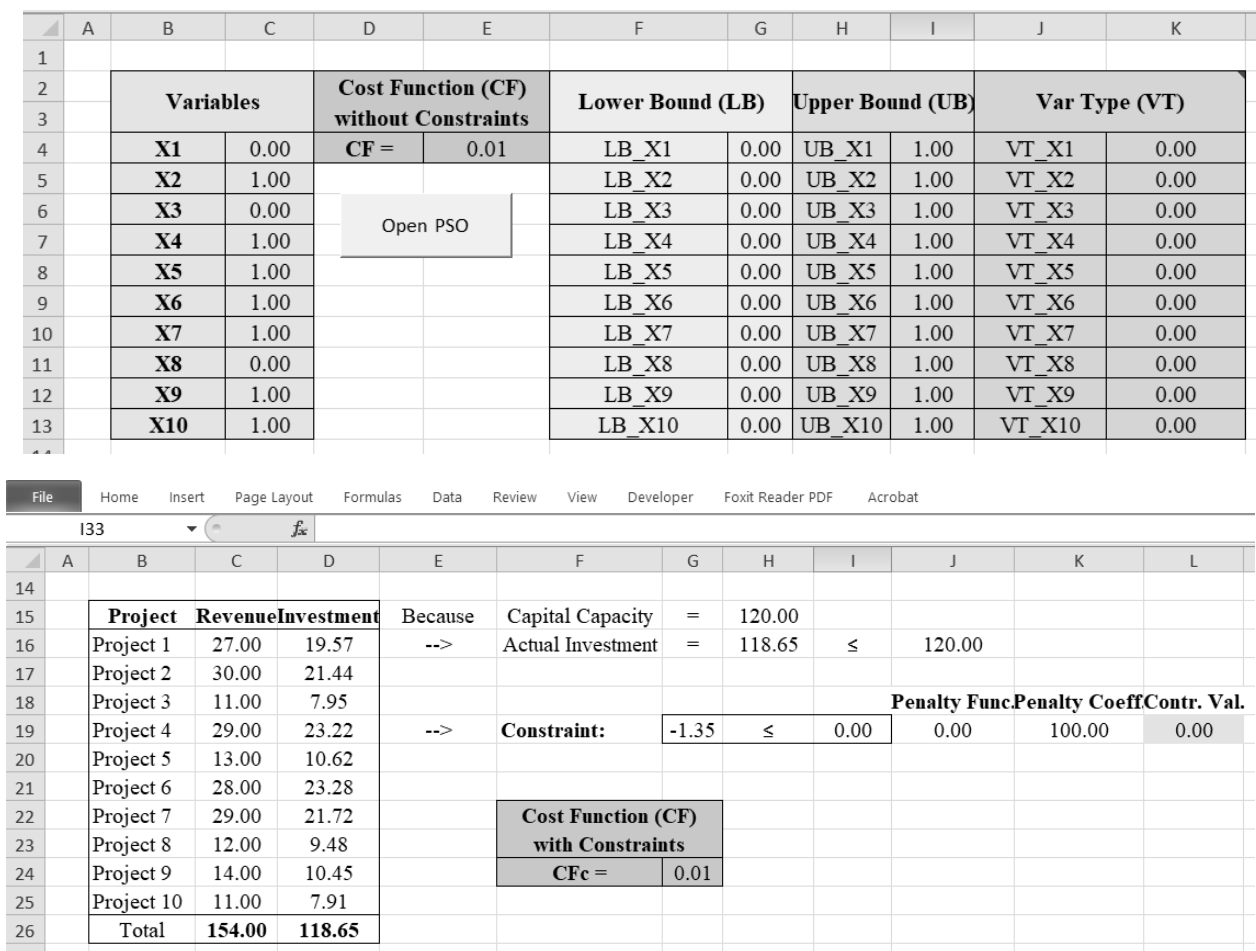 A B C D E F G H I J K
1
2 Variables Cost Function (CF) Lower Bound (LB) Upper Bound (UB) Var Type (VT)
3 without Constraints
4 X1 0.00 CF = 0.01 LB_X1 0.00 UB_X1 1.00 VT_X1 0.00
5 X2 1.00 LB_X2 0.00 UB_X2 1.00 VT_X2 0.00
6 X3 0.00 Open PSO LB_X3 0.00 UB_X3 1.00 VT_X3 0.00
7 X4 1.00 LB_X4 0.00 UB_X4 1.00 VT_X4 0.00
8 X5 1.00 LB_X5 0.00 UB_X5 1.00 VT_X5 0.00
9 X6 1.00 LB_X6 0.00 UB_X6 1.00 VT_X6 0.00
10 X7 1.00 LB_X7 0.00 UB_X7 1.00 VT_X7 0.00
11 X8 0.00 LB_X8 0.00 UB_X8 1.00 VT_X8 0.00
12 X9 1.00 LB_X9 0.00 UB_X9 1.00 VT_X9 0.00
13 X10 1.00 LB_X10 0.00 UB_X10 1.00 VT_X10 0.00
File Home Insert Page Layout Formulas Data Review View Developer Foxit Reader PDF Acrobat
I33 fx
A B C D E F G H I J K L
14
15 Project Revenue Investment Because Capital Capacity = 120.00
16 Project 1 27.00 19.57 --> Actual Investment = 118.65 ≤ 120.00
17 Project 2 30.00 21.44
18 Project 3 11.00 7.95 Penalty Func. Penalty Coeff Contr. Val.
19 Project 4 29.00 23.22 --> Constraint: -1.35 ≤ 0.00 0.00 100.00 0.00
20 Project 5 13.00 10.62
21 Project 6 28.00 23.28
22 Project 7 29.00 21.72 Cost Function (CF)
23 Project 8 12.00 9.48 with Constraints
24 Project 9 14.00 10.45 CFc = 0.01
25 Project 10 11.00 7.91
26 Total 154.00 118.65